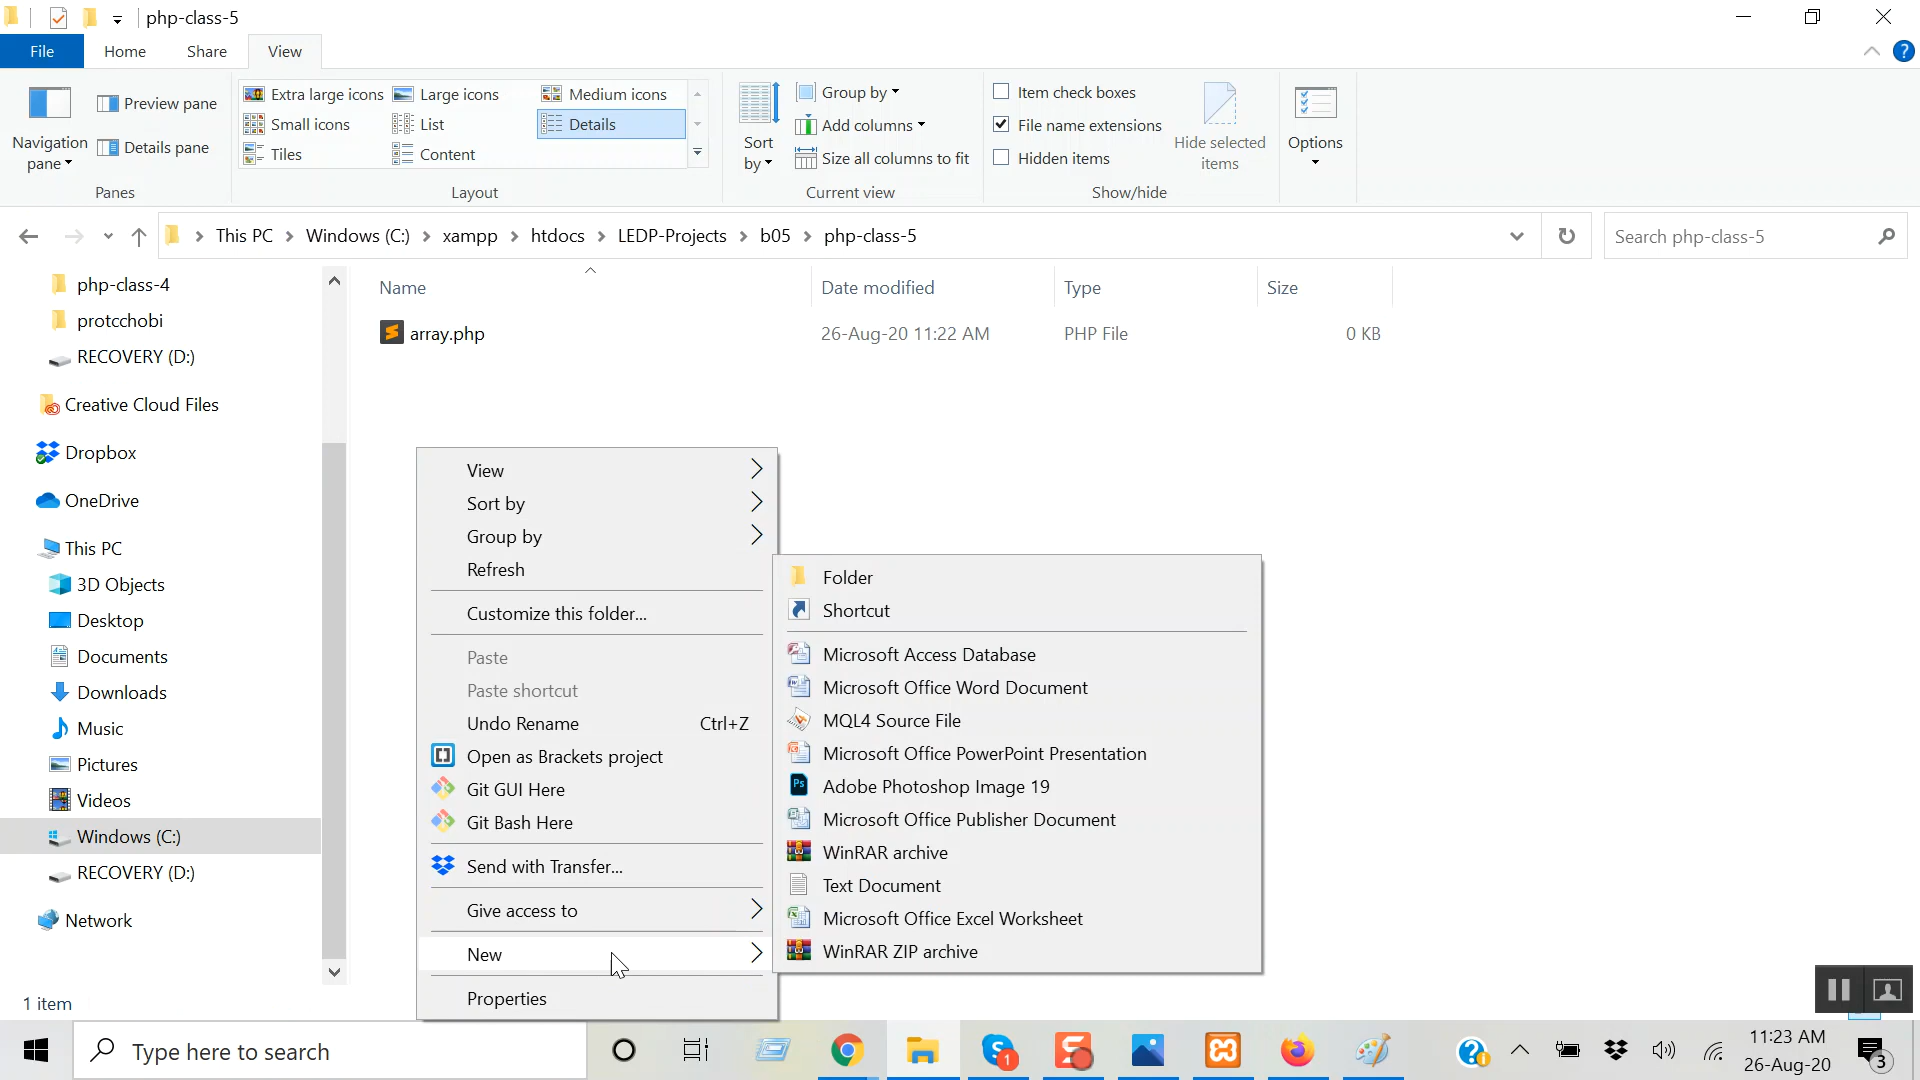 php-class-5
File
Home
Share
View
?
Navigation
pane
Preview pane
Details pane
Panes
Extra large icons
Large icons
Medium icons
Small icons
List
Details
Tiles
Content
Layout
Sort
by
Group by
Add columns
Size all columns to fit
Current view
Item check boxes
File name extensions
Hidden items
Hide selected
items
Show/hide
Options
This PC
Windows (C:)
xampp
htdocs
LEDP-Projects
b05
php-class-5
Search php-class-5
php-class-4
protcchobi
RECOVERY (D:)
Creative Cloud Files
Dropbox
OneDrive
This PC
3D Objects
Desktop
Documents
Downloads
Music
Pictures
Videos
Windows (C:)
RECOVERY (D:)
Network
Name
Date modified
Type
Size
array.php
26-Aug-20 11:22 AM
PHP File
0 KB
View
Sort by
Group by
Refresh
Customize this folder...
Paste
Paste shortcut
Undo Rename Ctrl+Z
Open as Brackets project
Git GUI Here
Git Bash Here
Send with Transfer...
Give access to
New
Properties
Folder
Shortcut
Microsoft Access Database
Microsoft Office Word Document
MQL4 Source File
Microsoft Office PowerPoint Presentation
Ps
Adobe Photoshop Image 19
Microsoft Office Publisher Document
WinRAR archive
Text Document
Microsoft Office Excel Worksheet
WinRAR ZIP archive
1 item
Type here to search
1
11:23 AM
26-Aug-20
3